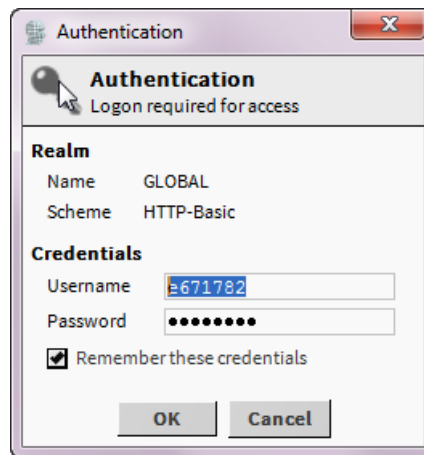 Authentication
Authentication
Logon required for access
Realm
Name GLOBAL
Scheme HTTP-Basic
Credentials
Username e671782
Password ●●●●●●●●
Remember these credentials
OK Cancel